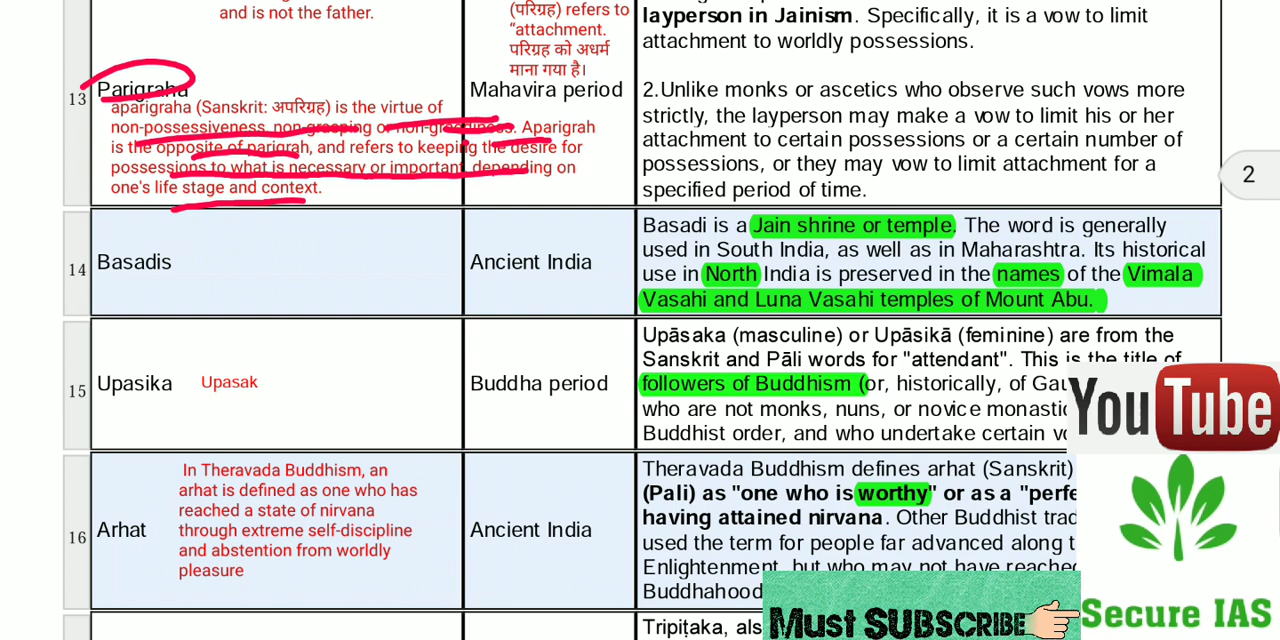 and is not the father.
(परिग्रह) refers to
“attachment.
परिग्रह को अधर्म
माना गया है।
layperson in Jainism. Specifically, it is a vow to limit
attachment to worldly possessions.
13
Parigraha
aparigraha (Sanskrit: अपरिग्रह) is the virtue of
non-possessiveness, non-grasping or non-greediness. Aparigrah
is the opposite of parigrah, and refers to keeping the desire for
possessions to what is necessary or important, depending on
one's life stage and context.
Mahavira period
2.Unlike monks or ascetics who observe such vows more
strictly, the layperson may make a vow to limit his or her
attachment to certain possessions or a certain number of
possessions, or they may vow to limit attachment for a
specified period of time.
2
14
Basadis
Ancient India
Basadi is a Jain shrine or temple. The word is generally
used in South India, as well as in Maharashtra. Its historical
use in North India is preserved in the names of the Vimala
Vasahi and Luna Vasahi temples of Mount Abu.
15
Upasika
Upasak
Buddha period
Upāsaka (masculine) or Upāsikā (feminine) are from the
Sanskrit and Pāli words for "attendant". This is the title of
followers of Buddhism (or, historically, of Gau
who are not monks, nuns, or novice monastic
Buddhist order, and who undertake certain vo
YouTube
16
Arhat
In Theravada Buddhism, an
arhat is defined as one who has
reached a state of nirvana
through extreme self-discipline
and abstention from worldly
pleasure
Ancient India
Theravada Buddhism defines arhat (Sanskrit)
(Pali) as "one who is worthy" or as a "perfe
having attained nirvana. Other Buddhist trad
used the term for people far advanced along t
Enlightenment, but who may not have reached
Buddhahood
Must SUBSCRIBE
Secure IAS
Tripiṭaka, als